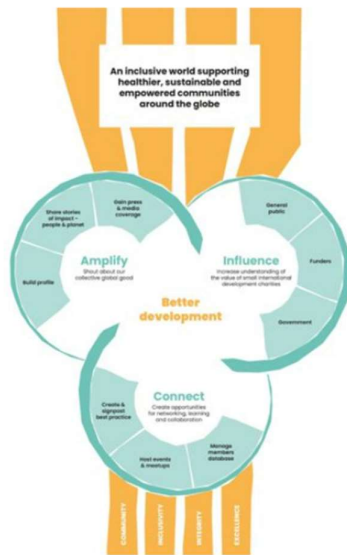 An inclusive world supporting
healthier, sustainable and
empowered communities
around the globe
Share stories
of impact -
people & planet
Gain press
& media
coverage
Build profile
Amplify
Shout about our
collective global good
General
public
Funders
Government
Influence
Increase understanding of
the value of small international
development charities
Better
development
Connect
Create opportunities
for networking, learning
and collaboration
Create &
signpost
best practice
Host events
& meetups
Manage
members
database
COMMUNITY
INCLUSIVITY
INTEGRITY
EXCELLENCE